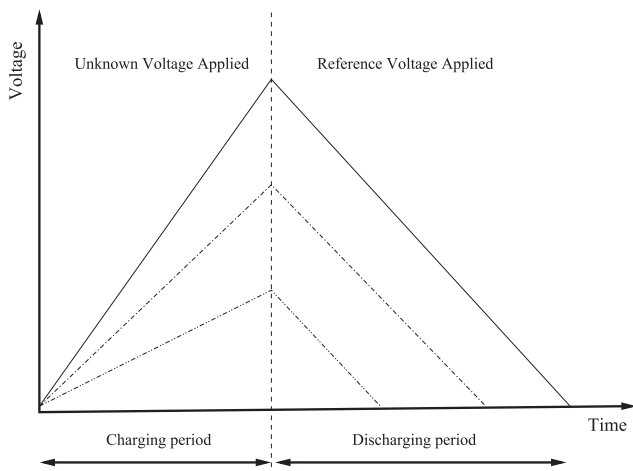 Voltage
Unknown Voltage Applied
Reference Voltage Applied
Time
Charging period
Discharging period